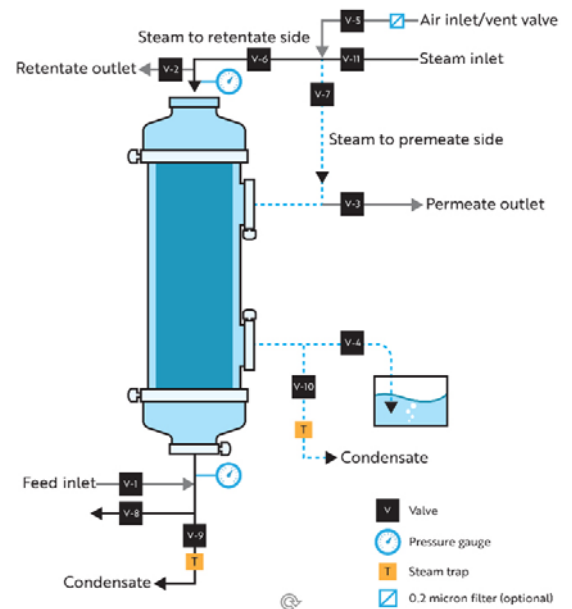 V-5
Air inlet/vent valve
Steam to retentate side
Retentate outlet
V-2
V-6
V-11
Steam inlet
V-7
Steam to premeate side
V-3
Permeate outlet
V-4
V-10
T
Condensate
Feed inlet
V-1
V-8
V-9
T
Condensate
V
Valve
Pressure gauge
T
Steam trap
0.2 micron filter (optional)